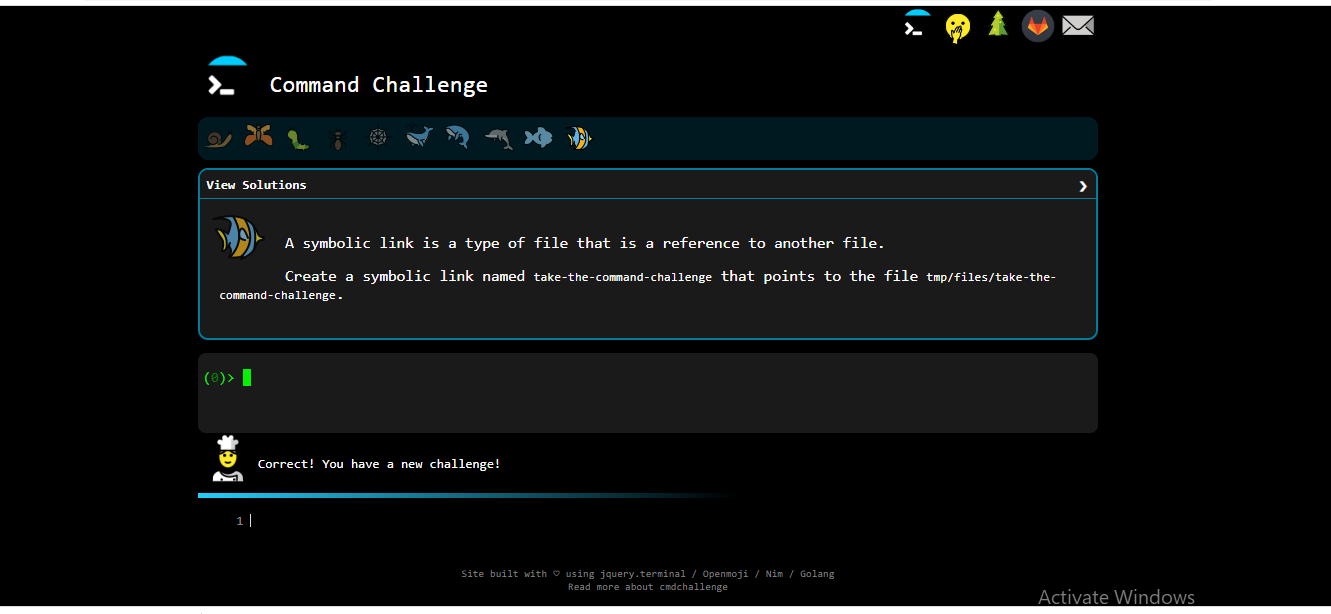 Command Challenge
View Solutions
A symbolic link is a type of file that is a reference to another file.
Create a symbolic link named take-the-command-challenge that points to the file tmp/files/take-the-
command-challenge.
(0)>
Correct! You have a new challenge!
1
Site built with ♡ using jquery.terminal / Openmoji / Nim / Golang
Read more about cmdchallenge
Activate Windows